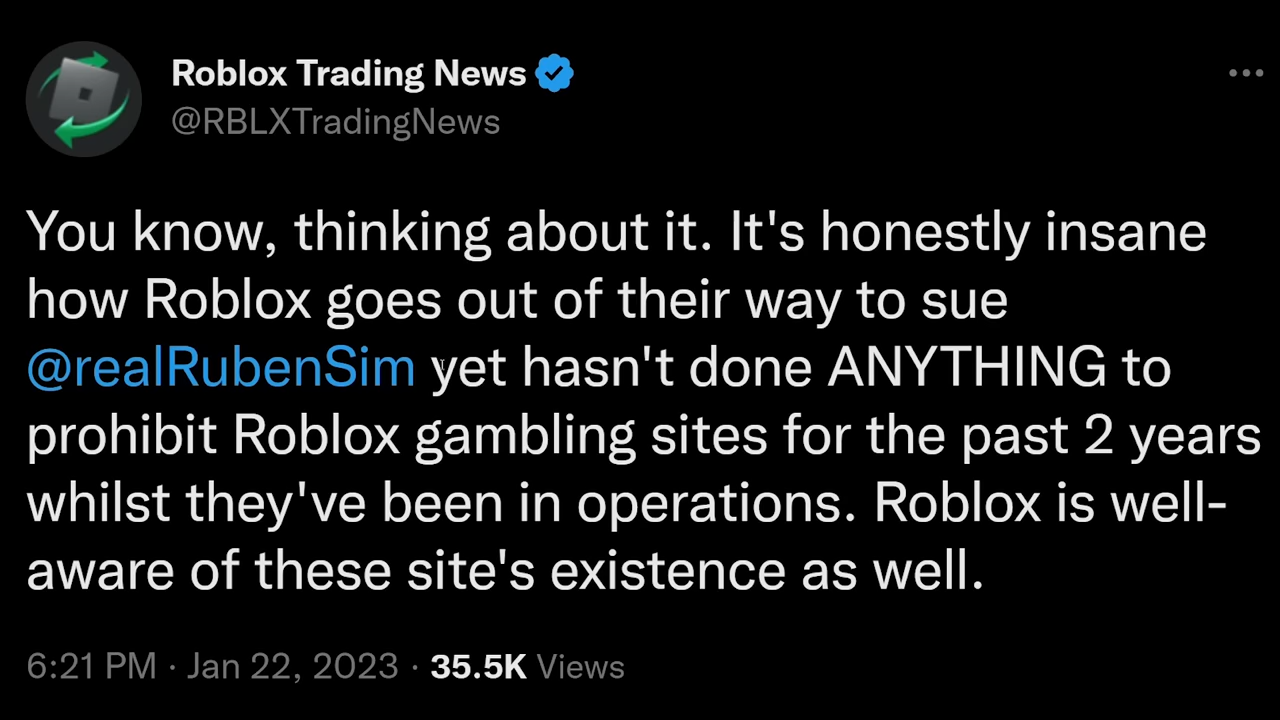 Roblox Trading News
@RBLXTradingNews
You know, thinking about it. It's honestly insane
how Roblox goes out of their way to sue
@realRubenSim yet hasn't done ANYTHING to
prohibit Roblox gambling sites for the past 2 years
whilst they've been in operations. Roblox is well-
aware of these site's existence as well.
6:21 PM · Jan 22, 2023 · 35.5K Views